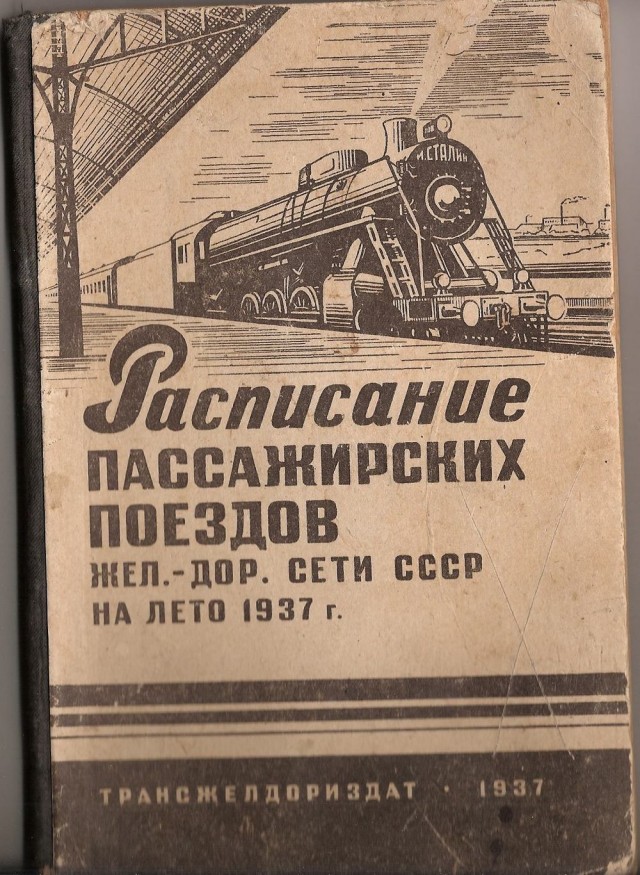 И. СТАЛИН
Расписание
ПАССАЖИРСКИХ
ПОЕЗДОВ
ЖЕЛ.-ДОР. СЕТИ СССР
НА ЛЕТО 1937 г.
ТРАНСЖЕЛДОРИЗДАТ · 1937